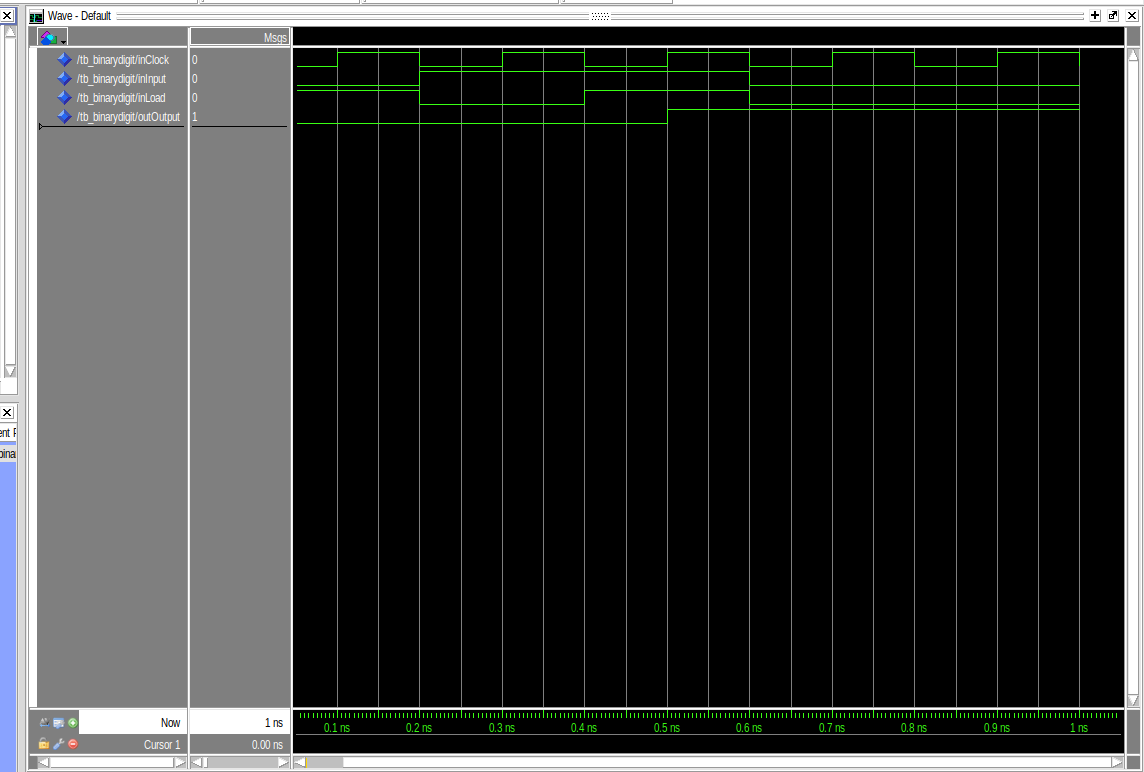 Wave - Default
Msgs
/tb_binarydigit/inClock 0
/tb_binarydigit/inInput 0
/tb_binarydigit/inLoad 0
/tb_binarydigit/outOutput 1
ent F
bina
Now 1 ns
0.1 ns 0.2 ns 0.3 ns 0.4 ns 0.5 ns 0.6 ns 0.7 ns 0.8 ns 0.9 ns 1 ns
Cursor 1 0.00 ns